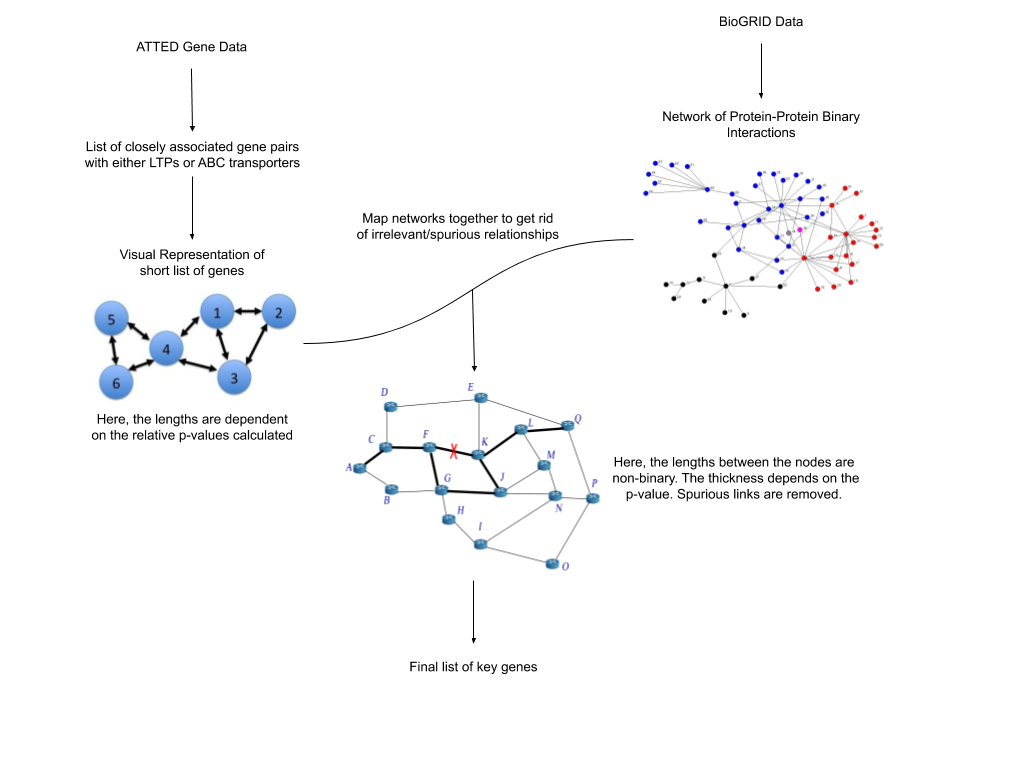 BioGRID Data
ATTED Gene Data
Network of Protein-Protein Binary
Interactions
List of closely associated gene pairs
with either LTPs or ABC transporters
Map networks together to get rid
of irrelevant/spurious relationships
Visual Representation of
short list of genes
5
1
2
4
6
3
Here, the lengths are dependent
on the relative p-values calculated
D
E
C
F
K
L
Q
A
B
G
J
M
H
I
N
P
O
Here, the lengths between the nodes are
non-binary. The thickness depends on the
p-value. Spurious links are removed.
Final list of key genes